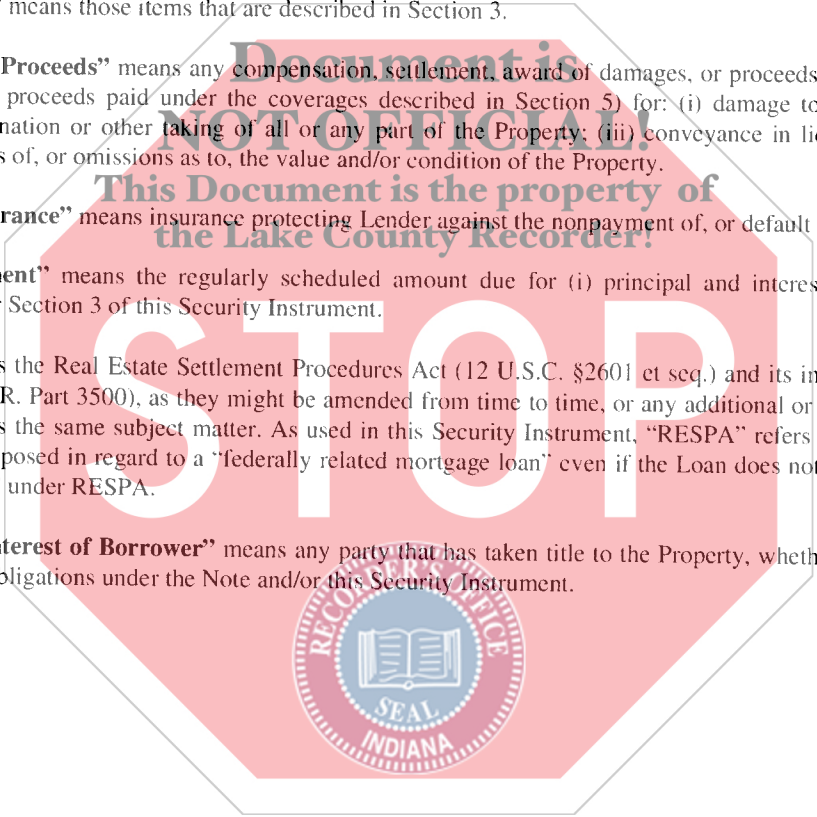 means those items that are described in Section 3.
Document is
Proceeds” means any compensation, settlement, award of damages, or proceeds
proceeds paid under the coverages described in Section 5) for: (i) damage to
NOT OFFICIAL!
nation or other taking of all or any part of the Property; (iii) conveyance in lie
s of, or omissions as to, the value and/or condition of the Property.
This Document is the property of
rance” means insurance protecting Lender against the nonpayment of, or default
the Lake County Recorder!
ent” means the regularly scheduled amount due for (i) principal and interes
Section 3 of this Security Instrument.
STOP
s the Real Estate Settlement Procedures Act (12 U.S.C. §2601 et seq.) and its in
R. Part 3500), as they might be amended from time to time, or any additional or
s the same subject matter. As used in this Security Instrument, “RESPA” refers
posed in regard to a “federally related mortgage loan” even if the Loan does not
under RESPA.
terest of Borrower” means any party that has taken title to the Property, wheth
bligations under the Note and/or this Security Instrument.
RECORDER'S OFFICE
SEAL
INDIANA